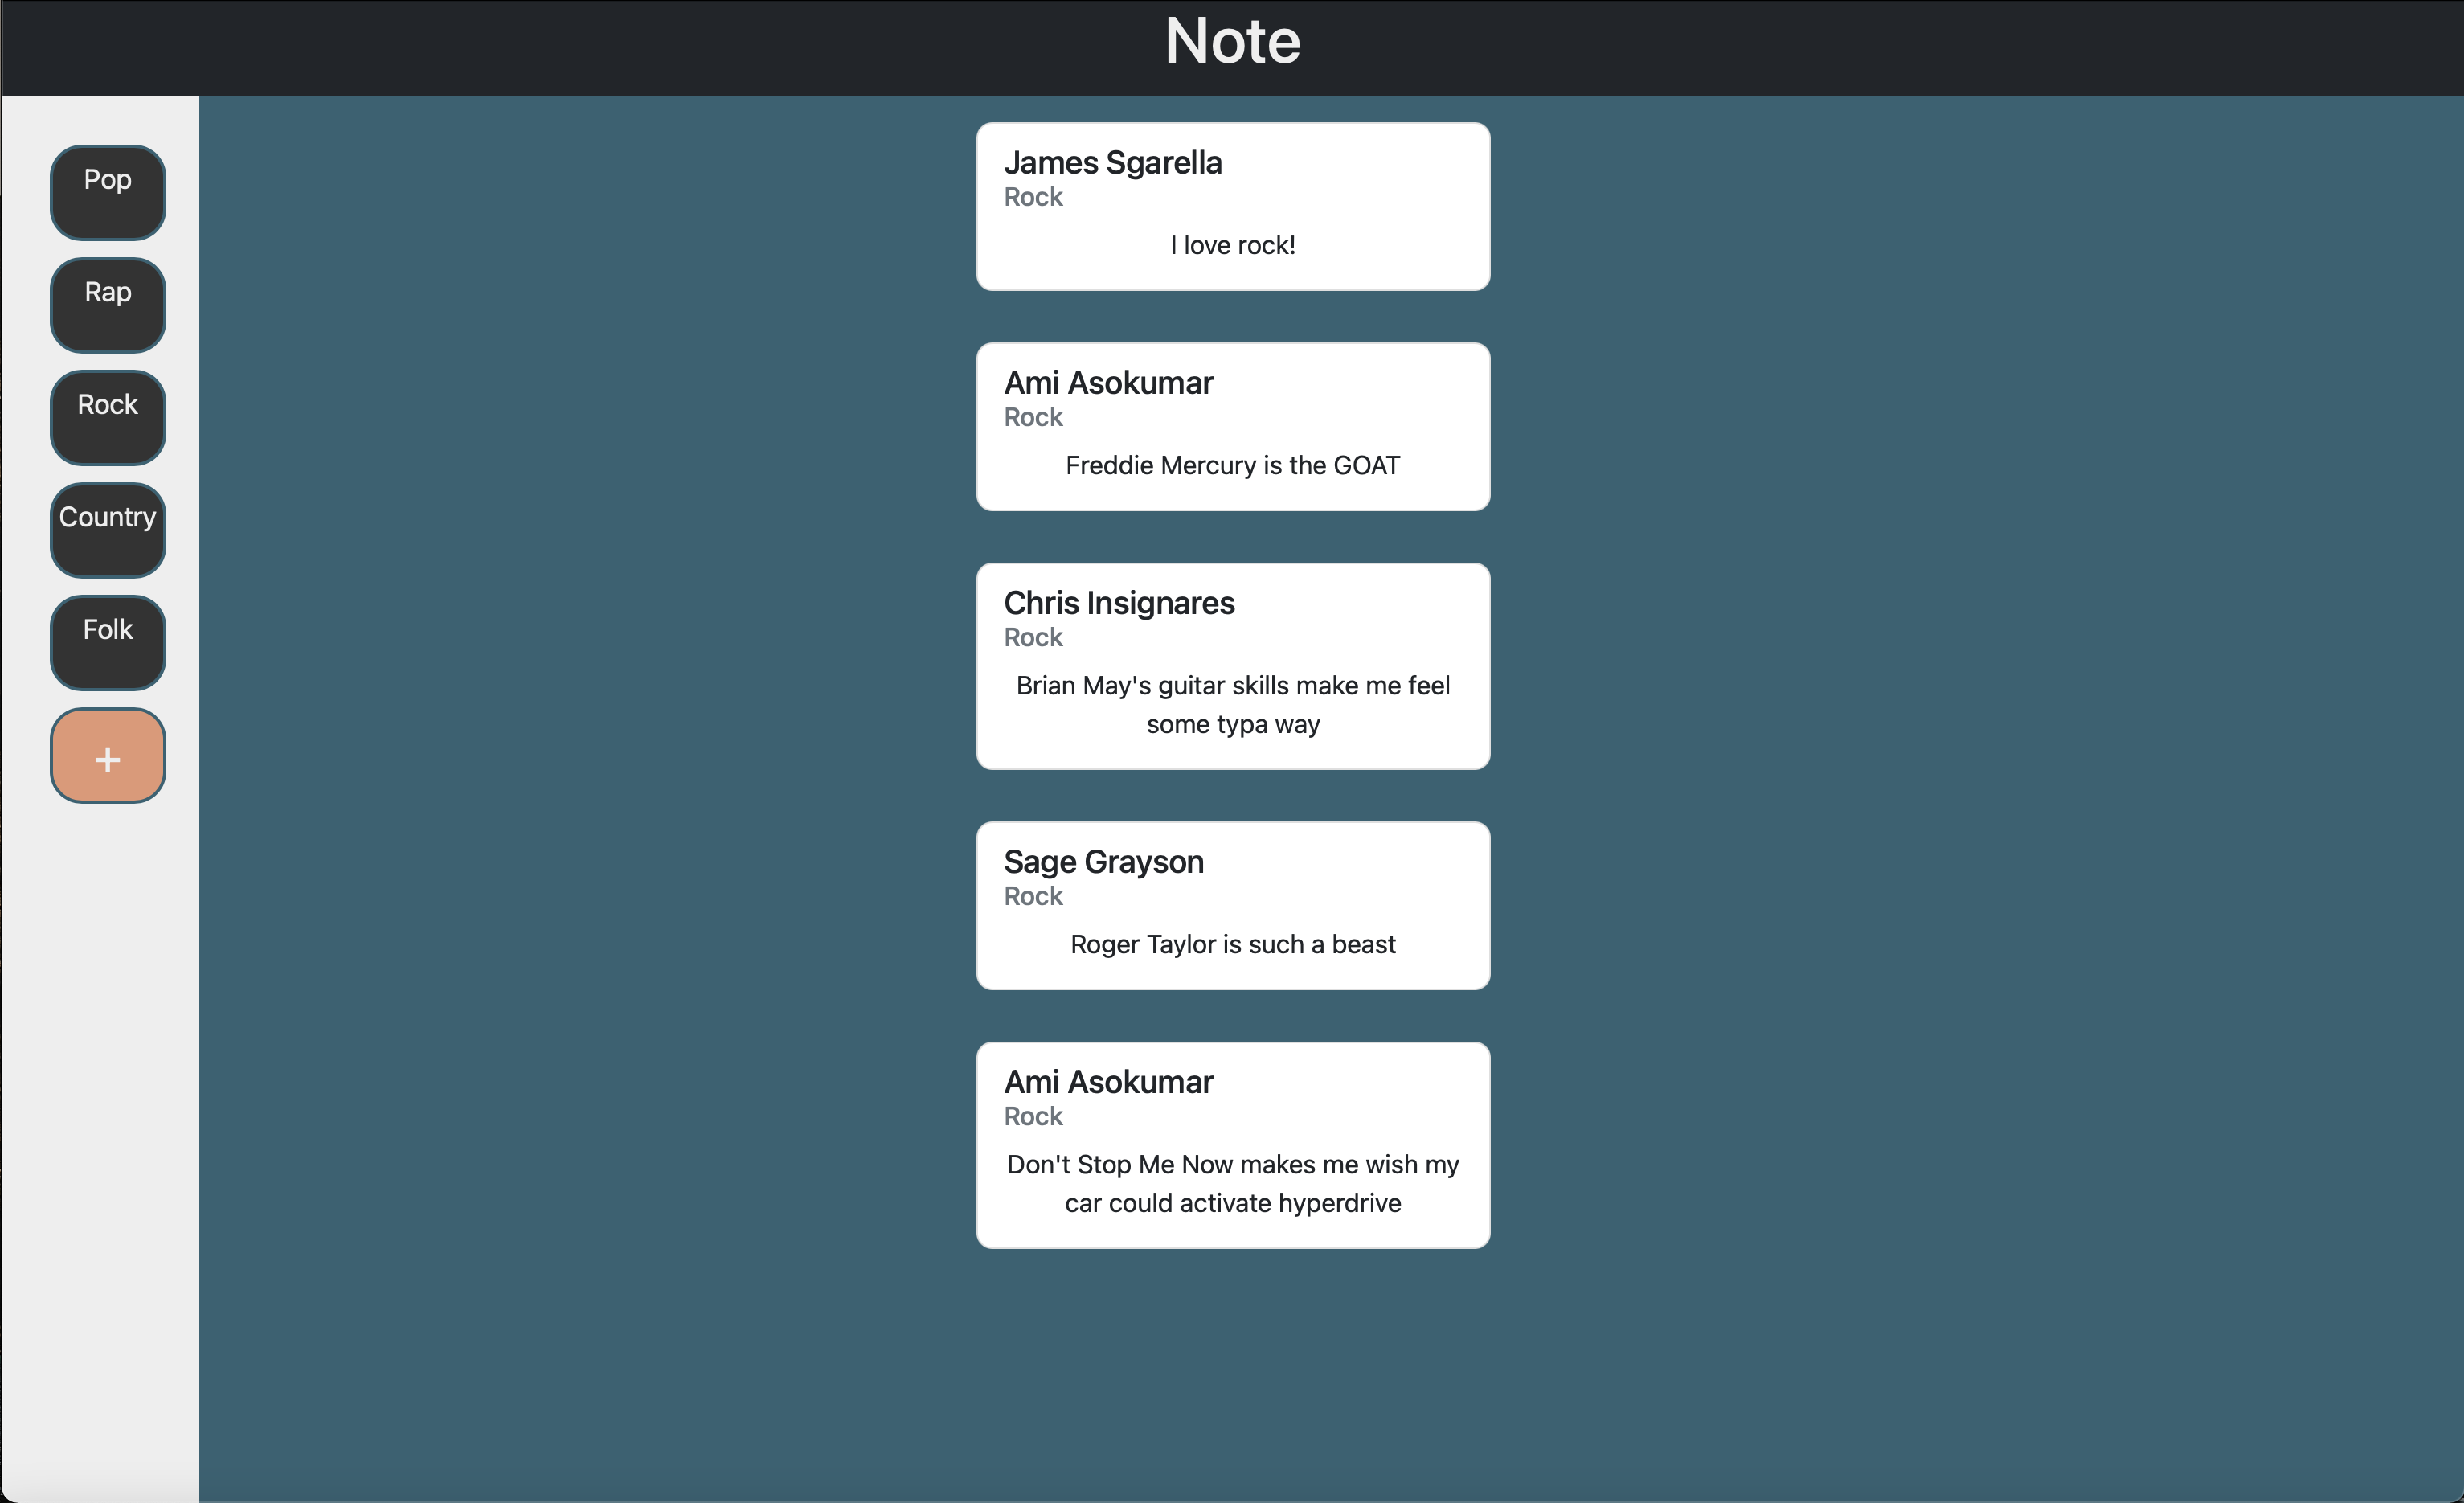 Note
Pop
Rap
Rock
Country
Folk
+
James Sgarella
Rock
I love rock!
Ami Asokumar
Rock
Freddie Mercury is the GOAT
Chris Insignares
Rock
Brian May's guitar skills make me feel
some typa way
Sage Grayson
Rock
Roger Taylor is such a beast
Ami Asokumar
Rock
Don't Stop Me Now makes me wish my
car could activate hyperdrive